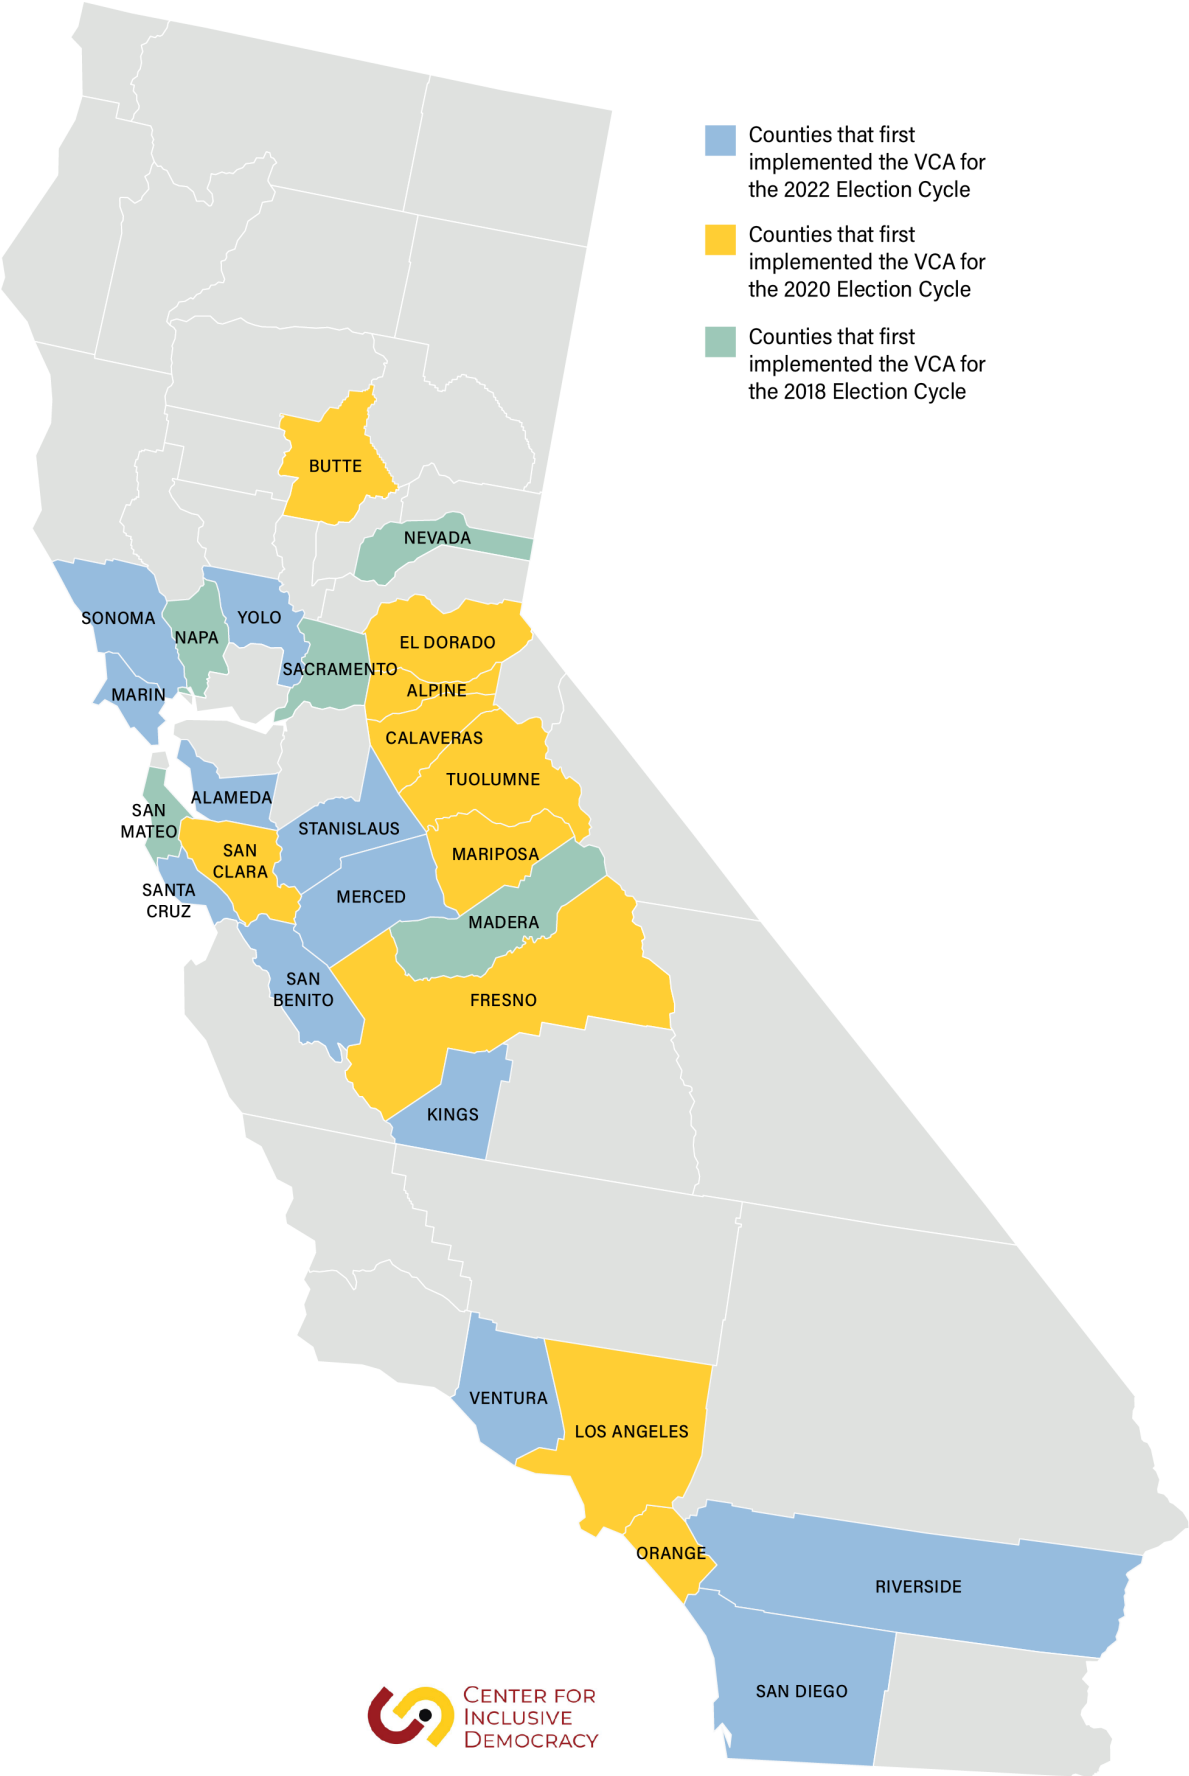 Counties that first
implemented the VCA for
the 2022 Election Cycle
Counties that first
implemented the VCA for
the 2020 Election Cycle
Counties that first
implemented the VCA for
the 2018 Election Cycle
BUTTE
NEVADA
SONOMA
NAPA
YOLO
EL DORADO
SACRAMENTO
MARIN
ALPINE
CALAVERAS
TUOLUMNE
ALAMEDA
SAN
MATEO
STANISLAUS
SAN
CLARA
MARIPOSA
SANTA
CRUZ
MERCED
MADERA
SAN
BENITO
FRESNO
KINGS
VENTURA
LOS ANGELES
ORANGE
RIVERSIDE
SAN DIEGO
CENTER FOR
INCLUSIVE
DEMOCRACY